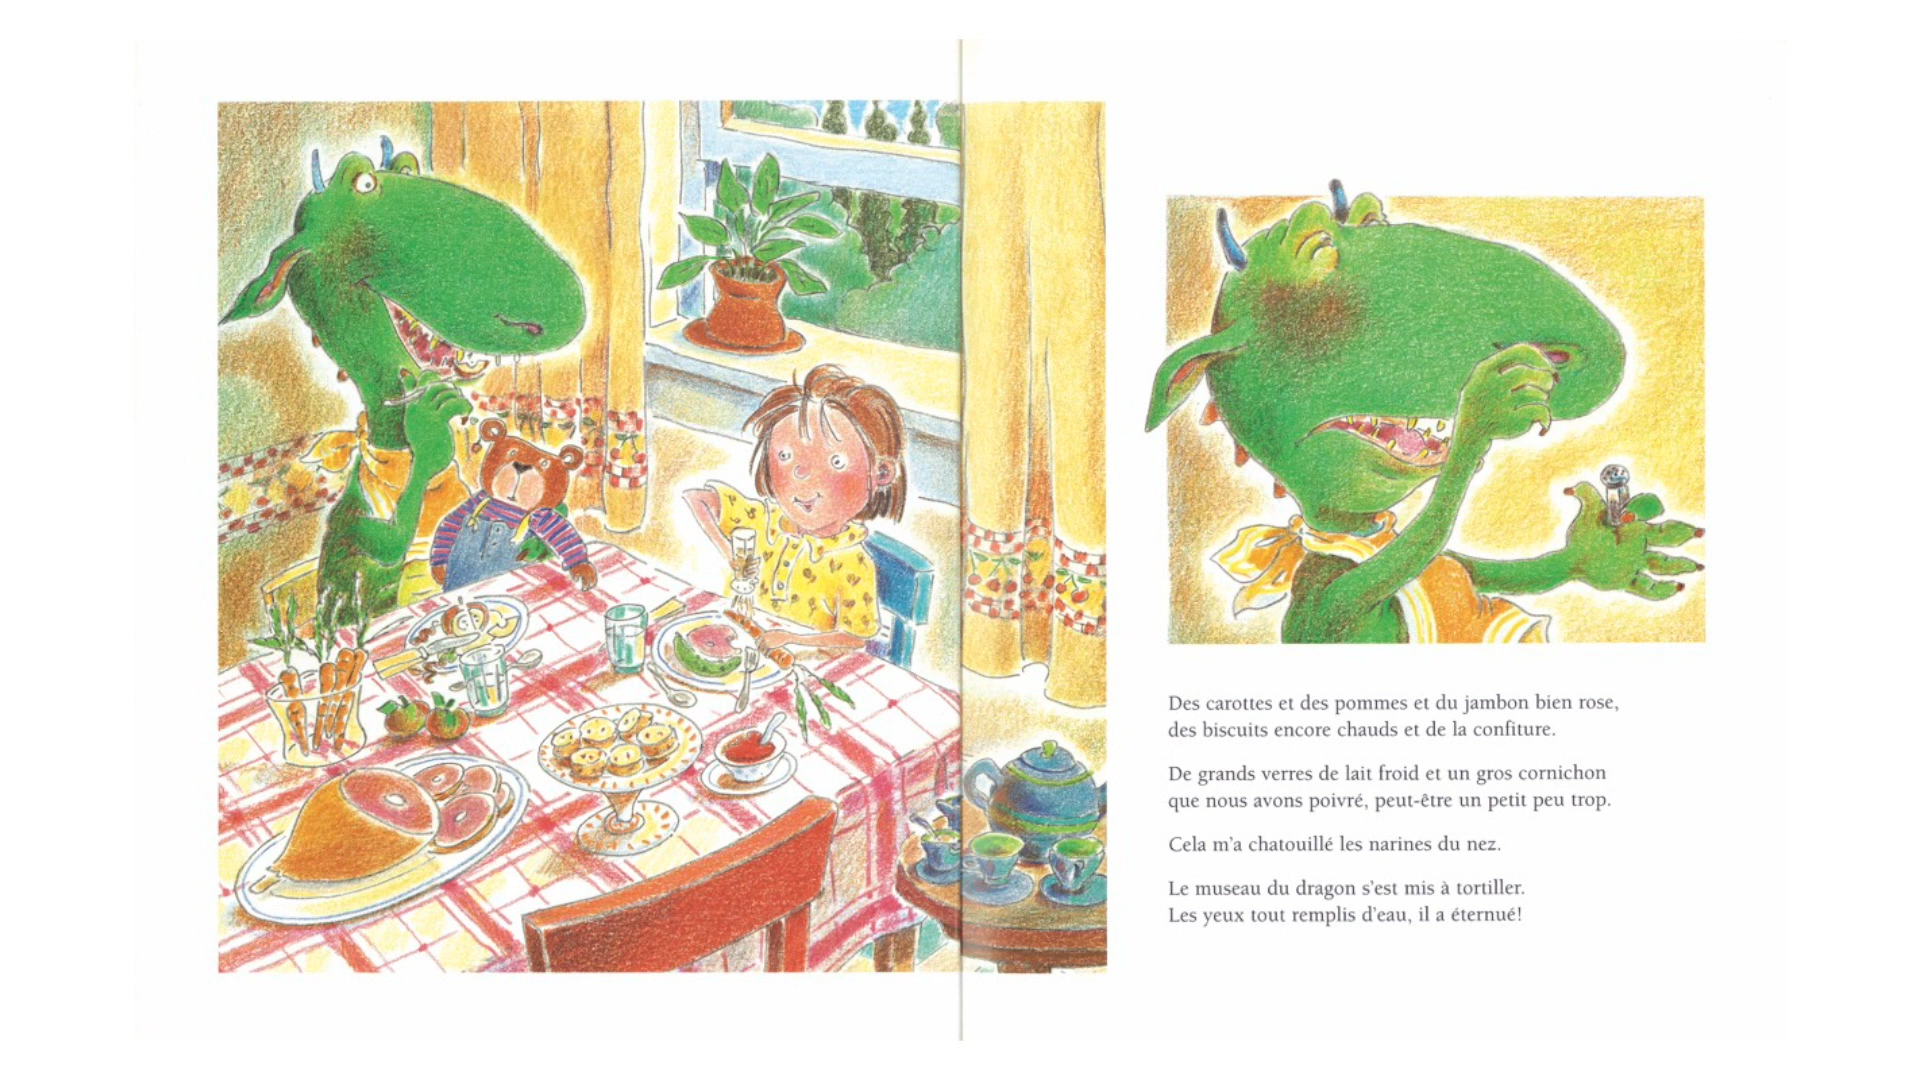 Des carottes et des pommes et du jambon bien rose,
des biscuits encore chauds et de la confiture.
De grands verres de lait froid et un gros cornichon
que nous avons poivré, peut-être un petit peu trop.
Cela m'a chatouillé les narines du nez.
Le museau du dragon s'est mis à tortiller.
Les yeux tout remplis d'eau, il a éternué!